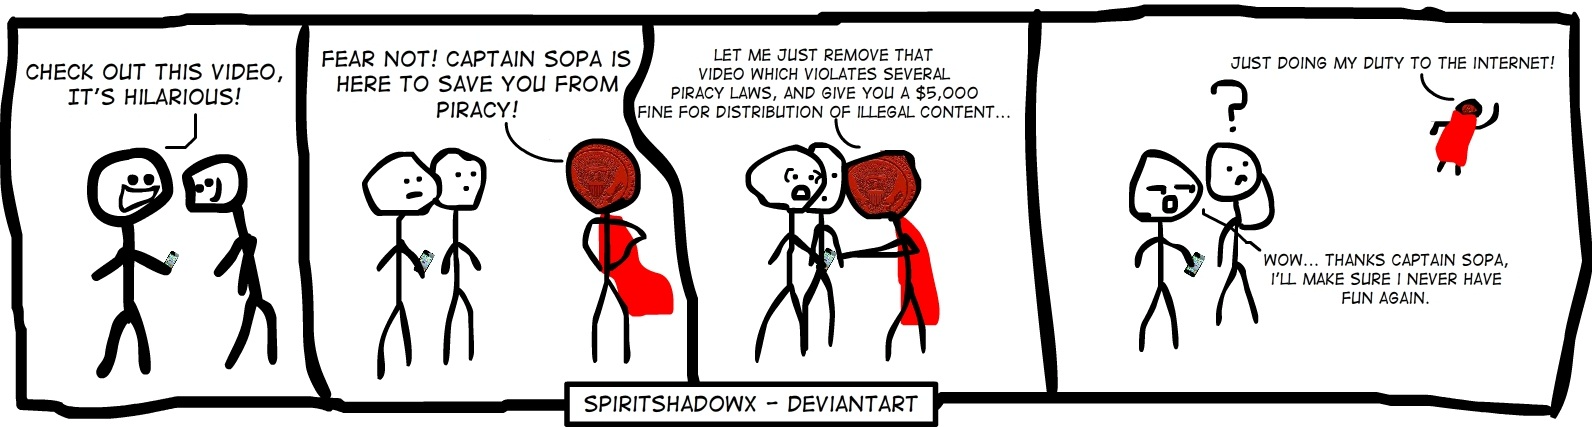 CHECK OUT THIS VIDEO,
IT'S HILARIOUS!
FEAR NOT! CAPTAIN SOPA IS
HERE TO SAVE YOU FROM
PIRACY!
LET ME JUST REMOVE THAT
VIDEO WHICH VIOLATES SEVERAL
PIRACY LAWS, AND GIVE YOU A $5,000
FINE FOR DISTRIBUTION OF ILLEGAL CONTENT...
JUST DOING MY DUTY TO THE INTERNET!
?
WOW... THANKS CAPTAIN SOPA,
I'LL MAKE SURE I NEVER HAVE
FUN AGAIN.
SPIRITSHADOWX - DEVIANTART